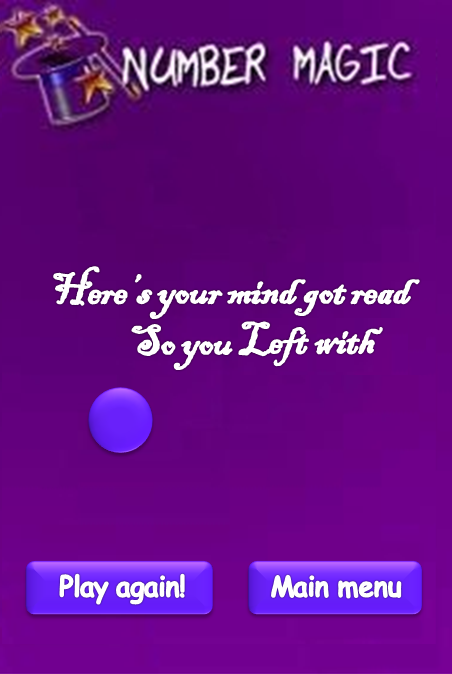 NUMBER MAGIC
Here's your mind got read
So you Left with
Play again!
Main menu